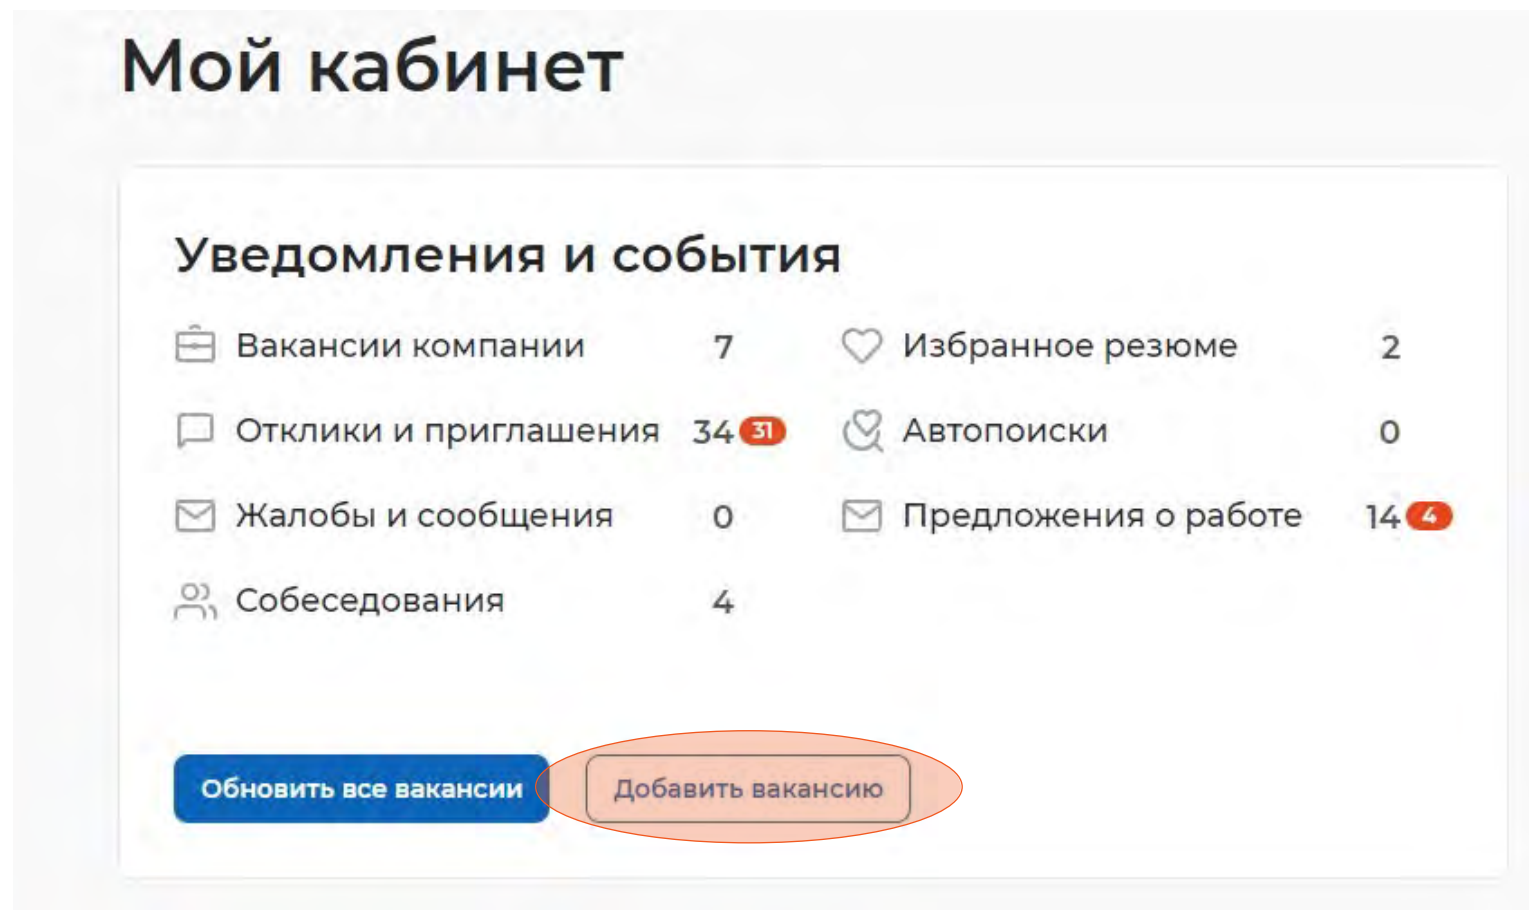 Мой кабинет
Уведомления и события
Вакансии компании 7
Избранное резюме 2
Отклики и приглашения 34 31
Автопоиски 0
Жалобы и сообщения 0
Предложения о работе 14 4
Собеседования 4
Обновить все вакансии
Добавить вакансию